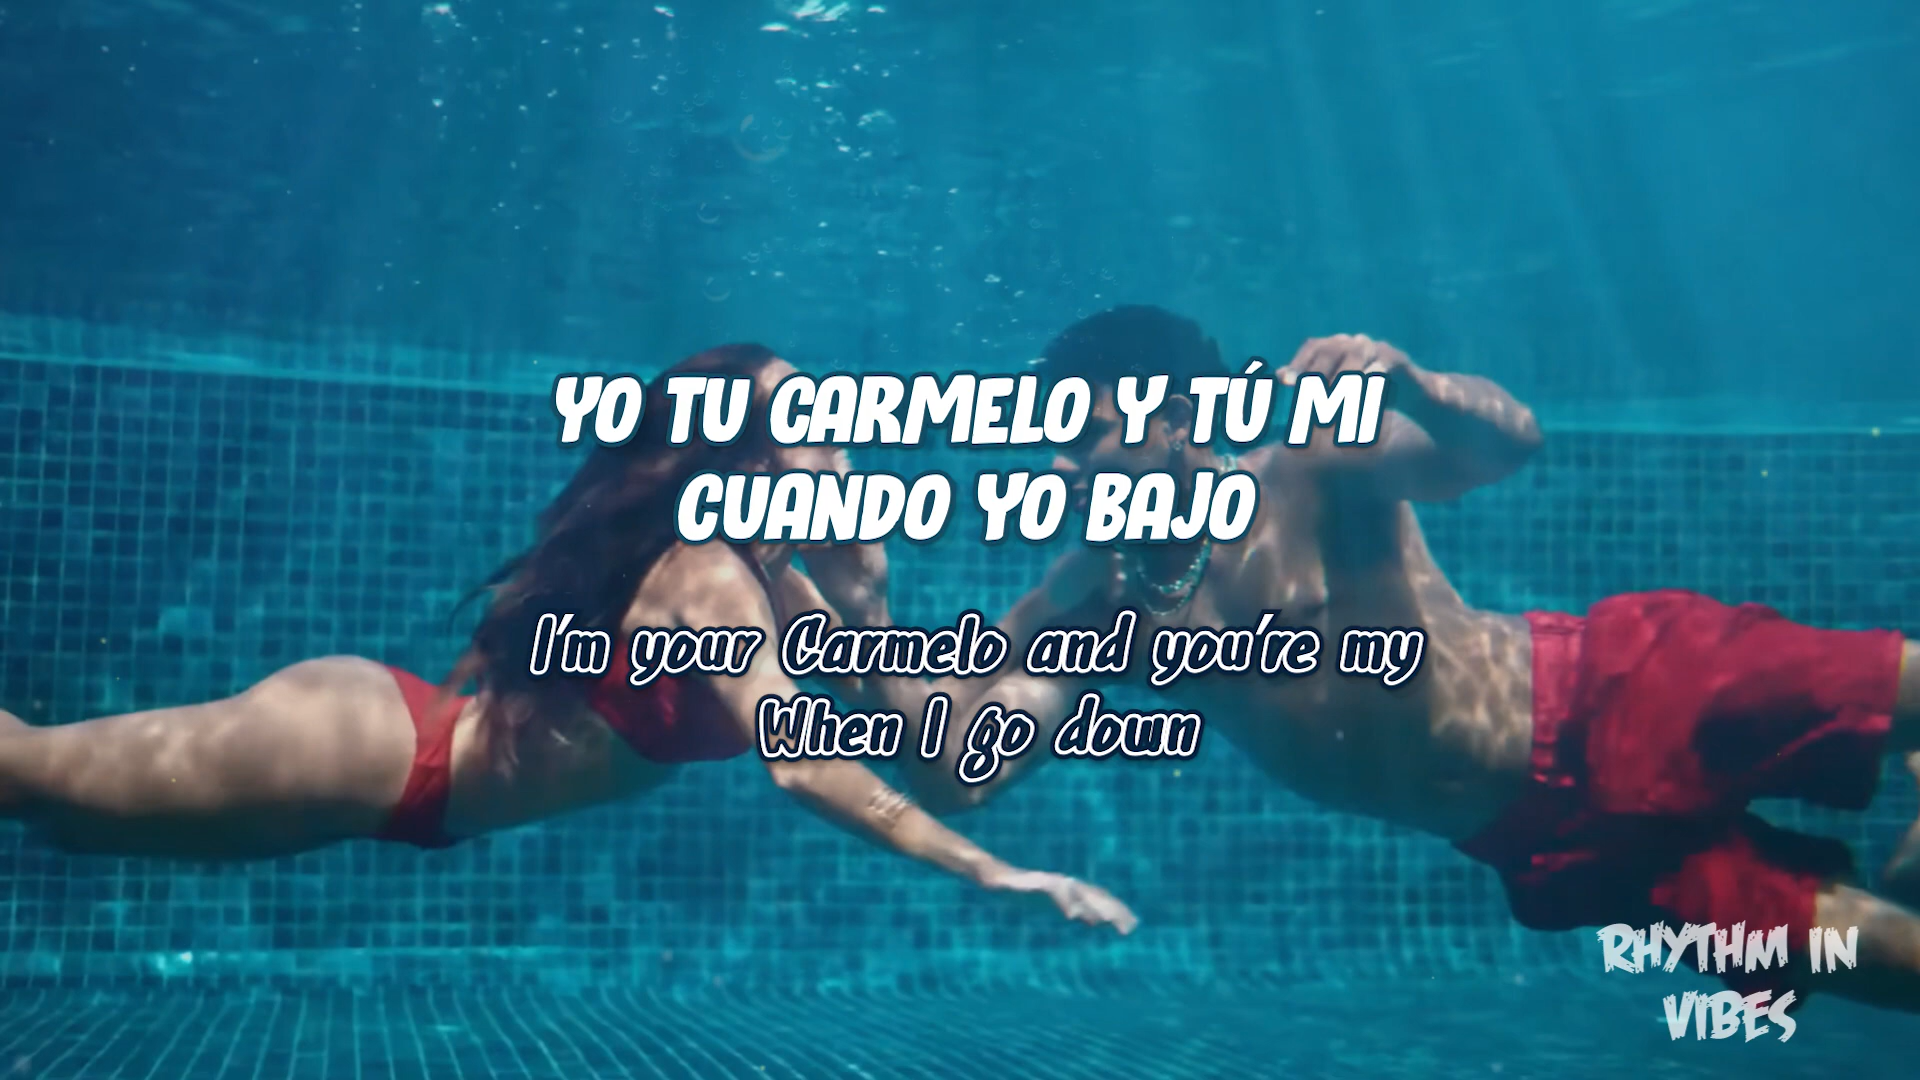 YO TU CARMELO Y TÚ MI
CUANDO YO BAJO
I'm your Carmelo and you're my
When I go down
RHYTHM IN
VIBES